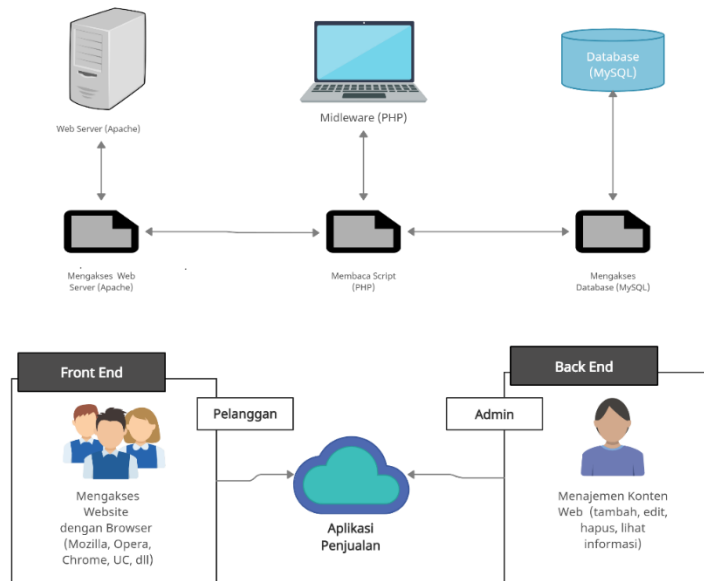 Database
(MySQL)
Web Server (Apache)
Midleware (PHP)
Mengakses Web
Server (Apache)
Membaca Script
(PHP)
Mengakses
Database (MySQL)
Front End
Back End
Pelanggan
Admin
Mengakses
Website
dengan Browser
(Mozilla, Opera,
Chrome, UC, dll)
Aplikasi
Penjualan
Menajemen Konten
Web (tambah, edit,
hapus, lihat
informasi)